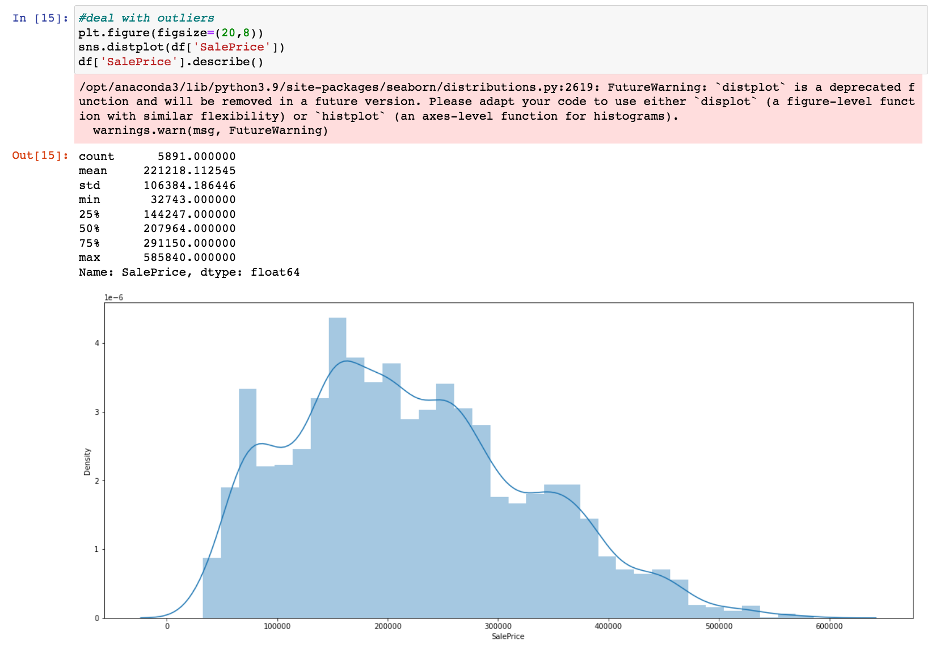 In [15]: #deal with outliers
plt.figure(figsize=(20,8))
sns.distplot(df['SalePrice'])
df['SalePrice'].describe()
/opt/anaconda3/lib/python3.9/site-packages/seaborn/distributions.py:2619: FutureWarning: `distplot` is a deprecated f
unction and will be removed in a future version. Please adapt your code to use either `displot` (a figure-level funct
ion with similar flexibility) or `histplot` (an axes-level function for histograms).
  warnings.warn(msg, FutureWarning)
Out[15]: count      5891.000000
mean     221218.112545
std      106384.186446
min       32743.000000
25%      144247.000000
50%      207964.000000
75%      291150.000000
max      585840.000000
Name: SalePrice, dtype: float64
1e−6
4
3
Density
2
1
0
0 100000 200000 300000 400000 500000 600000
SalePrice